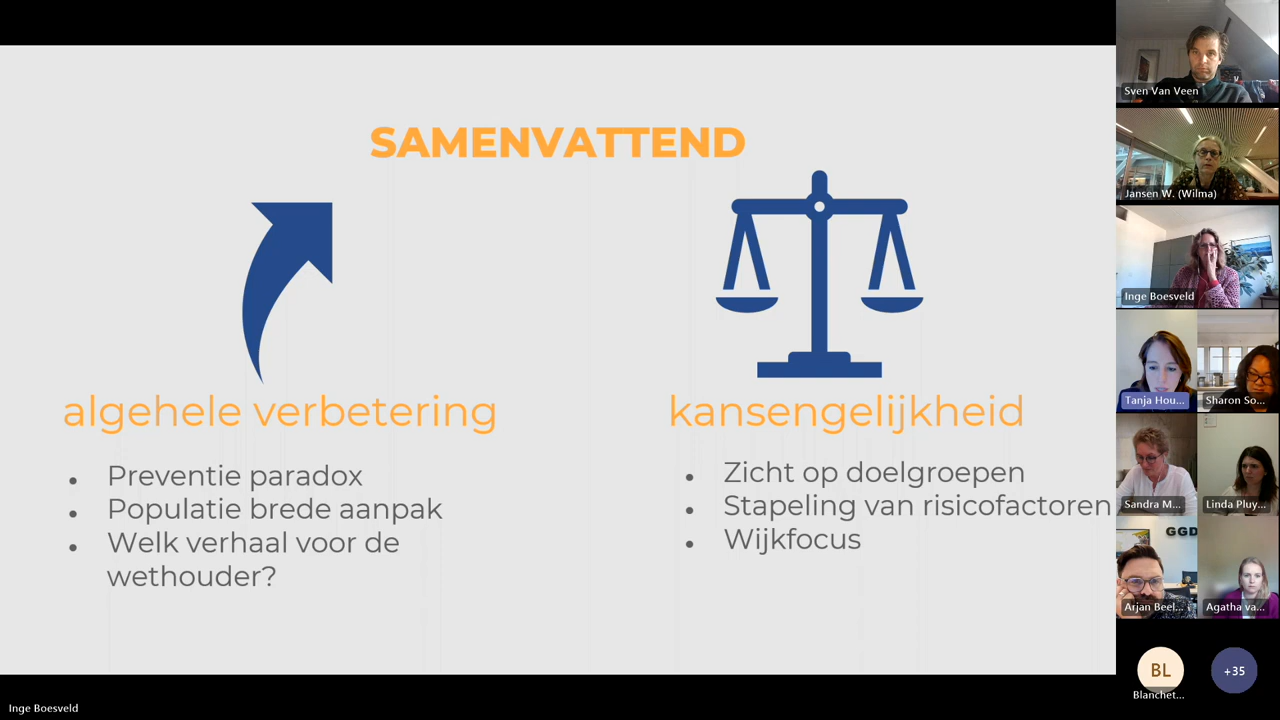 SAMENVATTEND
algehele verbetering
• Preventie paradox
• Populatie brede aanpak
• Welk verhaal voor de
wethouder?
kansengelijkheid
• Zicht op doelgroepen
• Stapeling van risicofactoren
• Wijkfocus
Sven Van Veen
Jansen W. (Wilma)
Inge Boesveld
Tanja Hou...
Sharon So...
Sandra M...
Linda Pluy...
GGD
Arjan Beel...
Agatha va...
BL
Blanchet...
+35
Inge Boesveld